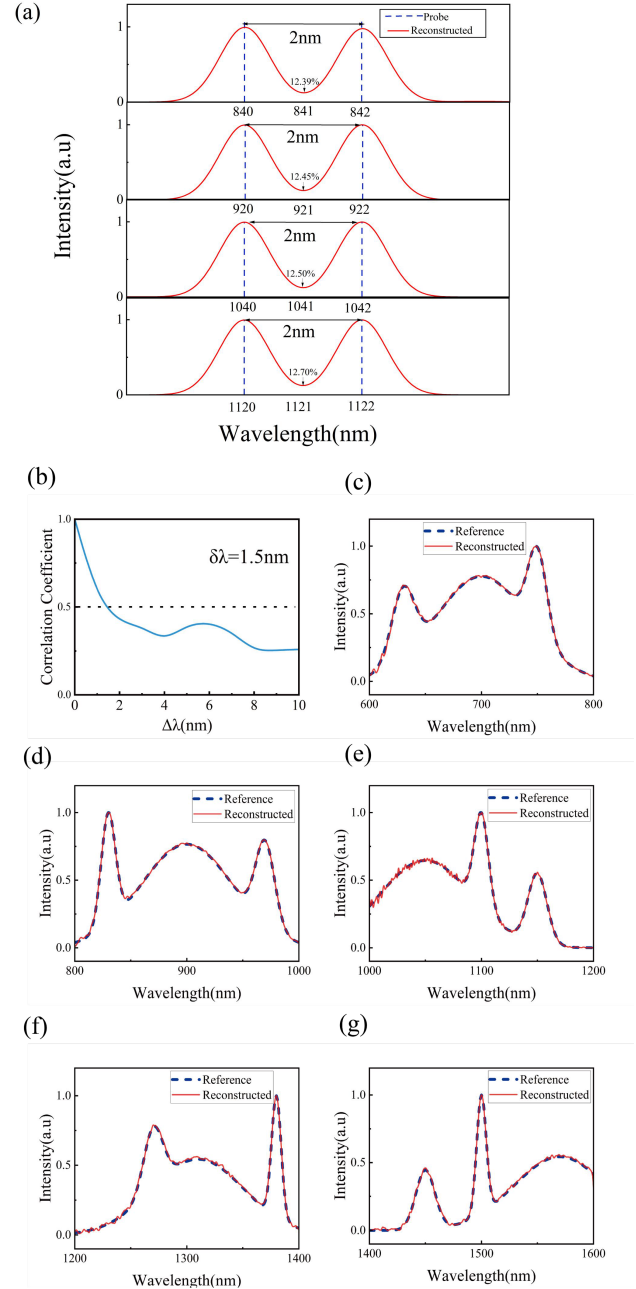 (a)
Probe
Reconstructed
Intensity(a.u)
1
2nm
12.39%
0
840 841 842
1
2nm
12.45%
0
920 921 922
1
2nm
12.50%
0
1040 1041 1042
1
2nm
12.70%
0
1120 1121 1122
Wavelength(nm)
(b)
Correlation Coefficient
1.0
0.5
0.0
δλ=1.5nm
0 2 4 6 8 10
Δλ(nm)
(c)
Intensity(a.u)
Reference
Reconstructed
1.0
0.5
0.0
600 700 800
Wavelength(nm)
(d)
Intensity(a.u)
Reference
Reconstructed
1.0
0.5
0.0
800 900 1000
Wavelength(nm)
(e)
Intensity(a.u)
Reference
Reconstructed
1.0
0.5
0.0
1000 1100 1200
Wavelength(nm)
(f)
Intensity(a.u)
Reference
Reconstructed
1.0
0.5
0.0
1200 1300 1400
Wavelength(nm)
(g)
Intensity(a.u)
Reference
Reconstructed
1.0
0.5
0.0
1400 1500 1600
Wavelength(nm)